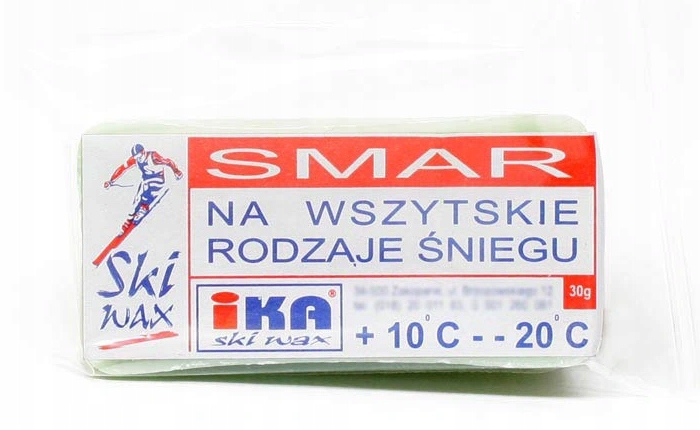 SMAR
NA WSZYTSKIE
RODZAJE ŚNIEGU
Ski
wax
iKA®
ski wax
30g
+ 10°C - - 20°C